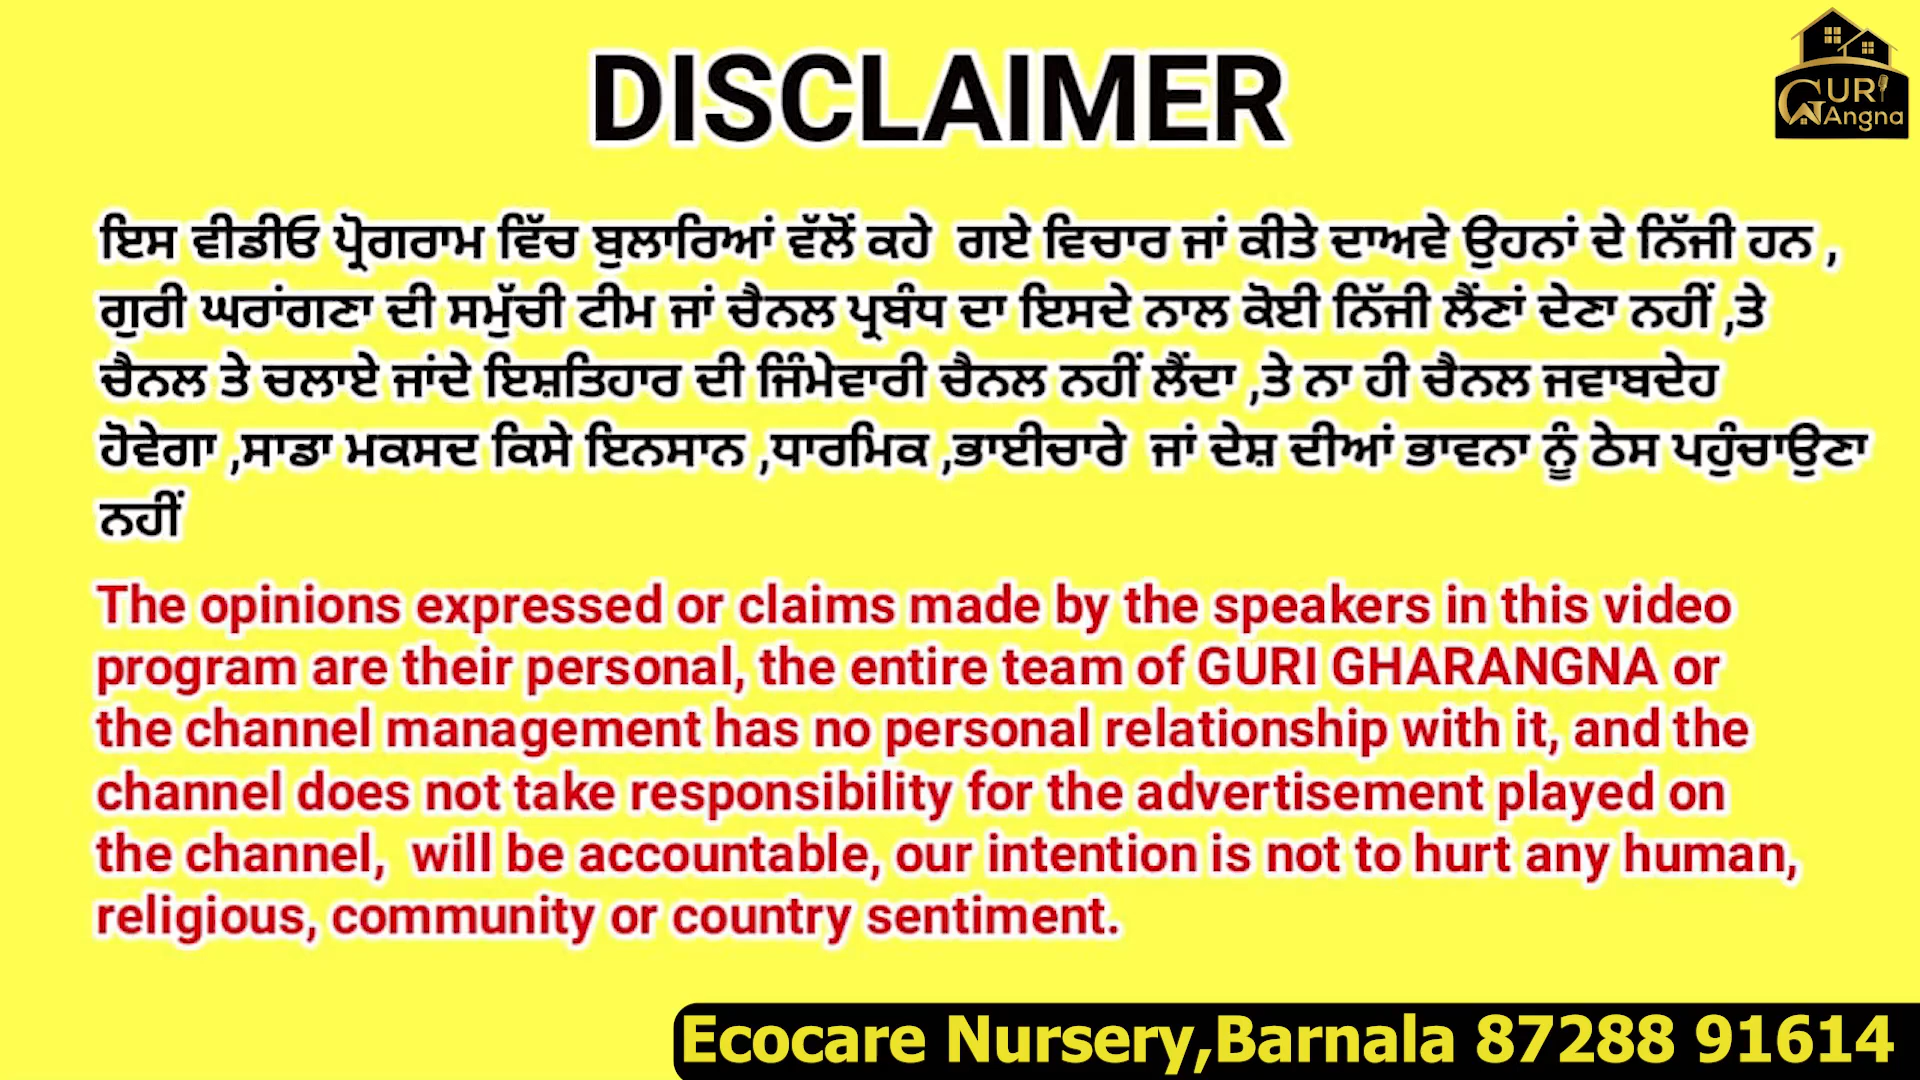 GURI
Angna
DISCLAIMER
ਇਸ ਵੀਡੀਓ ਪ੍ਰੋਗਰਾਮ ਵਿੱਚ ਬੁਲਾਰਿਆਂ ਵੱਲੋਂ ਕਹੇ ਗਏ ਵਿਚਾਰ ਜਾਂ ਕੀਤੇ ਦਾਅਵੇ ਉਹਨਾਂ ਦੇ ਨਿੱਜੀ ਹਨ ,
ਗੁਰੀ ਘਰਾਂਗਣਾ ਦੀ ਸਮੁੱਚੀ ਟੀਮ ਜਾਂ ਚੈਨਲ ਪ੍ਰਬੰਧ ਦਾ ਇਸਦੇ ਨਾਲ ਕੋਈ ਨਿੱਜੀ ਲੈਂਣਾਂ ਦੇਣਾ ਨਹੀਂ ,ਤੇ
ਚੈਨਲ ਤੇ ਚਲਾਏ ਜਾਂਦੇ ਇਸ਼ਤਿਹਾਰ ਦੀ ਜਿੰਮੇਵਾਰੀ ਚੈਨਲ ਨਹੀਂ ਲੈਂਦਾ ,ਤੇ ਨਾ ਹੀ ਚੈਨਲ ਜਵਾਬਦੇਹ
ਹੋਵੇਗਾ ,ਸਾਡਾ ਮਕਸਦ ਕਿਸੇ ਇਨਸਾਨ ,ਧਾਰਮਿਕ ,ਭਾਈਚਾਰੇ ਜਾਂ ਦੇਸ਼ ਦੀਆਂ ਭਾਵਨਾ ਨੂੰ ਠੇਸ ਪਹੁੰਚਾਉਣਾ
ਨਹੀਂ
The opinions expressed or claims made by the speakers in this video
program are their personal, the entire team of GURI GHARANGNA or
the channel management has no personal relationship with it, and the
channel does not take responsibility for the advertisement played on
the channel, will be accountable, our intention is not to hurt any human,
religious, community or country sentiment.
Ecocare Nursery,Barnala 87288 91614